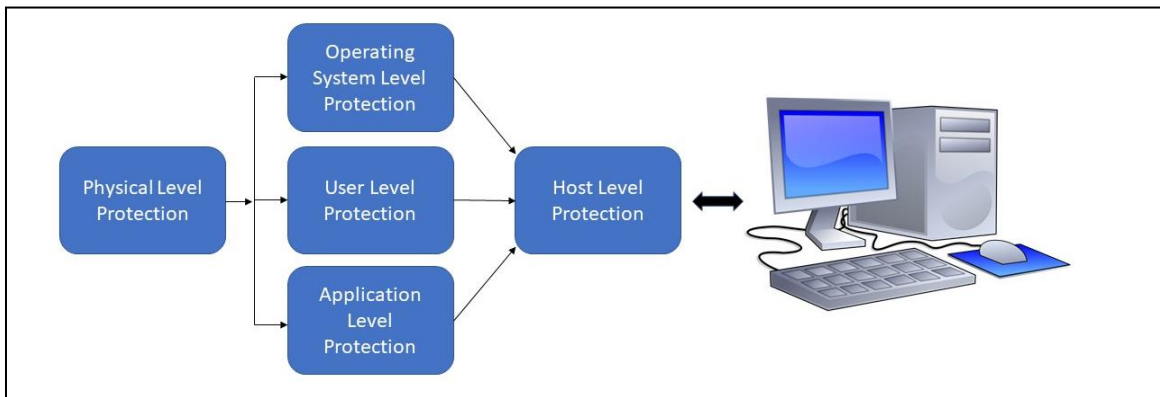 Physical Level
Protection
Operating
System Level
Protection
User Level
Protection
Application
Level
Protection
Host Level
Protection